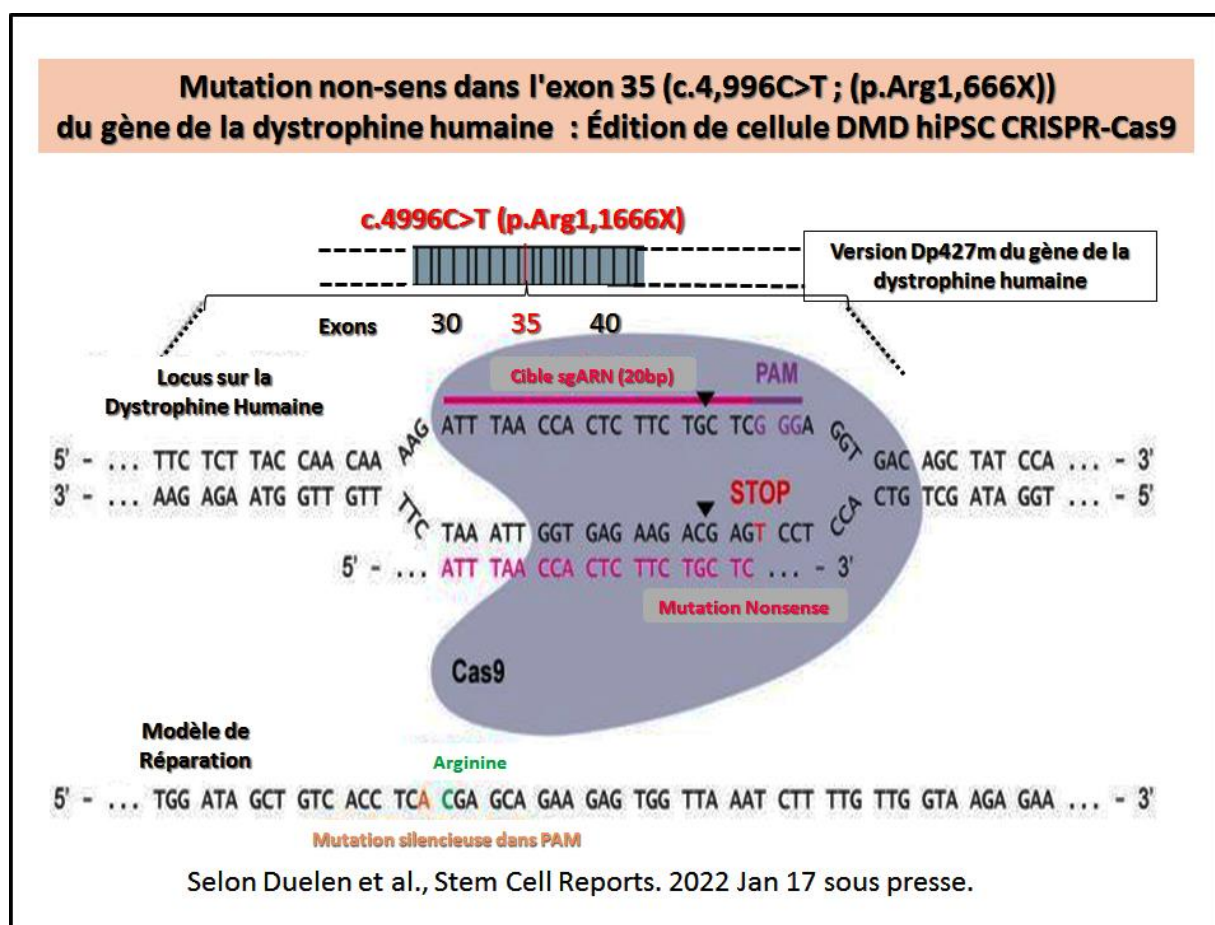 Mutation non-sens dans l'exon 35 (c.4,996C>T ; (p.Arg1,666X))
du gène de la dystrophine humaine : Édition de cellule DMD hiPSC CRISPR-Cas9
c.4996C>T (p.Arg1,1666X)
Version Dp427m du gène de la
dystrophine humaine
Exons 30 35 40
Locus sur la
Dystrophine Humaine
Cible sgARN (20bp) PAM
5' - ... TTC TCT TAC CAA CAA AAG ATT TAA CCA CTC TTC TGC TCG GGA GGT GAC AGC TAT CCA ... - 3'
3' - ... AAG AGA ATG GTT GTT TTC TAA ATT GGT GAG AAG ACG AGT CCT CCA CTG TCG ATA GGT ... - 5'
STOP
5' - ... ATT TAA CCA CTC TTC TGC TC ... - 3'
Mutation Nonsense
Cas9
Modèle de
Réparation
Arginine
5' - ... TGG ATA GCT GTC ACC TCA CGA GCA GAA GAG TGG TTA AAT CTT TTG TTG GTA AGA GAA ... - 3'
Mutation silencieuse dans PAM
Selon Duelen et al., Stem Cell Reports. 2022 Jan 17 sous presse.